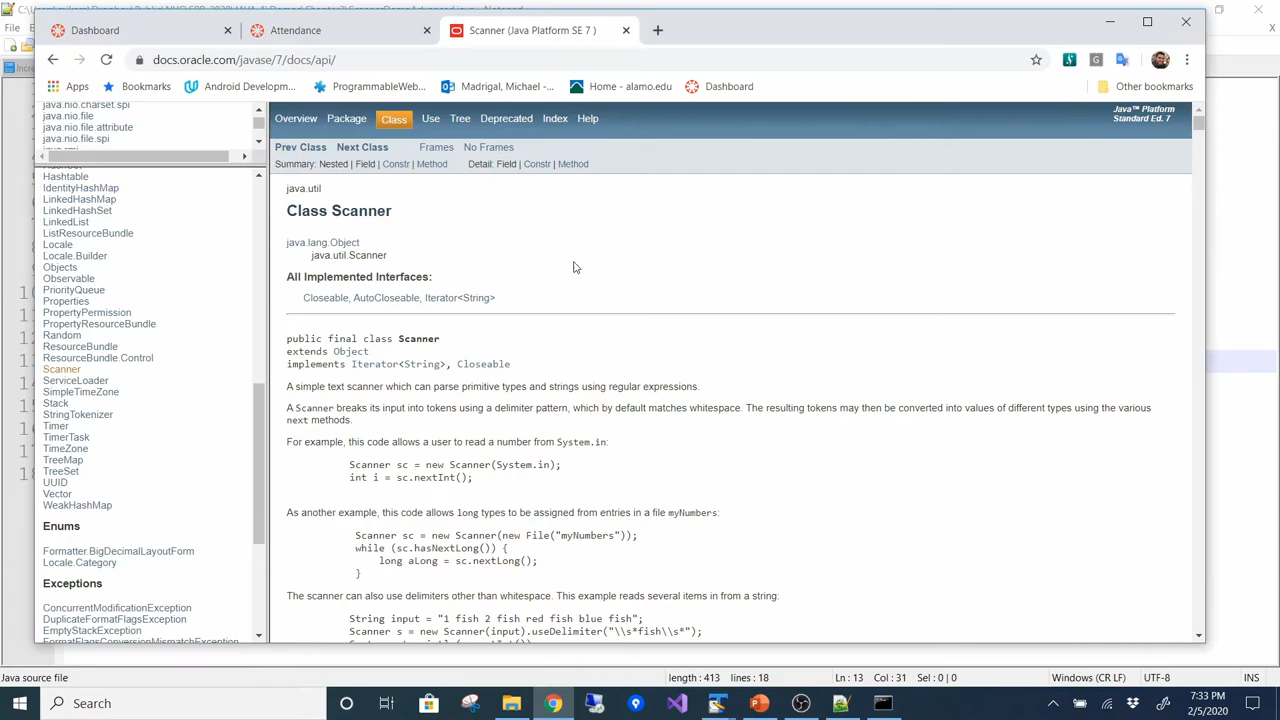 File
Dashboard
Attendance
Scanner (Java Platform SE 7 )
docs.oracle.com/javase/7/docs/api/
Apps
Bookmarks
Android Developm...
ProgrammableWeb...
Madrigal, Michael -...
Home - alamo.edu
Dashboard
Other bookmarks
java.nio.charset.spi
java.nio.file
java.nio.file.attribute
java.nio.file.spi
Hashtable
IdentityHashMap
LinkedHashMap
LinkedHashSet
LinkedList
ListResourceBundle
Locale
Locale.Builder
Objects
Observable
PriorityQueue
Properties
PropertyPermission
PropertyResourceBundle
Random
ResourceBundle
ResourceBundle.Control
Scanner
ServiceLoader
SimpleTimeZone
Stack
StringTokenizer
Timer
TimerTask
TimeZone
TreeMap
TreeSet
UUID
Vector
WeakHashMap
Enums
Formatter.BigDecimalLayoutForm
Locale.Category
Exceptions
ConcurrentModificationException
DuplicateFormatFlagsException
EmptyStackException
FormatFlagsConversionMismatchException
Overview Package Class Use Tree Deprecated Index Help
Java™ Platform
Standard Ed. 7
Prev Class Next Class Frames No Frames
Summary: Nested | Field | Constr | Method Detail: Field | Constr | Method
java.util
Class Scanner
java.lang.Object
java.util.Scanner
All Implemented Interfaces:
Closeable, AutoCloseable, Iterator<String>
public final class Scanner
extends Object
implements Iterator<String>, Closeable
A simple text scanner which can parse primitive types and strings using regular expressions.
A Scanner breaks its input into tokens using a delimiter pattern, which by default matches whitespace. The resulting tokens may then be converted into values of different types using the various
next methods.
For example, this code allows a user to read a number from System.in:
Scanner sc = new Scanner(System.in);
int i = sc.nextInt();
As another example, this code allows long types to be assigned from entries in a file myNumbers:
Scanner sc = new Scanner(new File("myNumbers"));
while (sc.hasNextLong()) {
long aLong = sc.nextLong();
}
The scanner can also use delimiters other than whitespace. This example reads several items in from a string:
String input = "1 fish 2 fish red fish blue fish";
Scanner s = new Scanner(input).useDelimiter("\\s*fish\\s*");
Java source file
length : 413 lines : 18
Ln : 13 Col : 31 Sel : 0 | 0
Windows (CR LF)
UTF-8
INS
Search
7:33 PM
2/5/2020